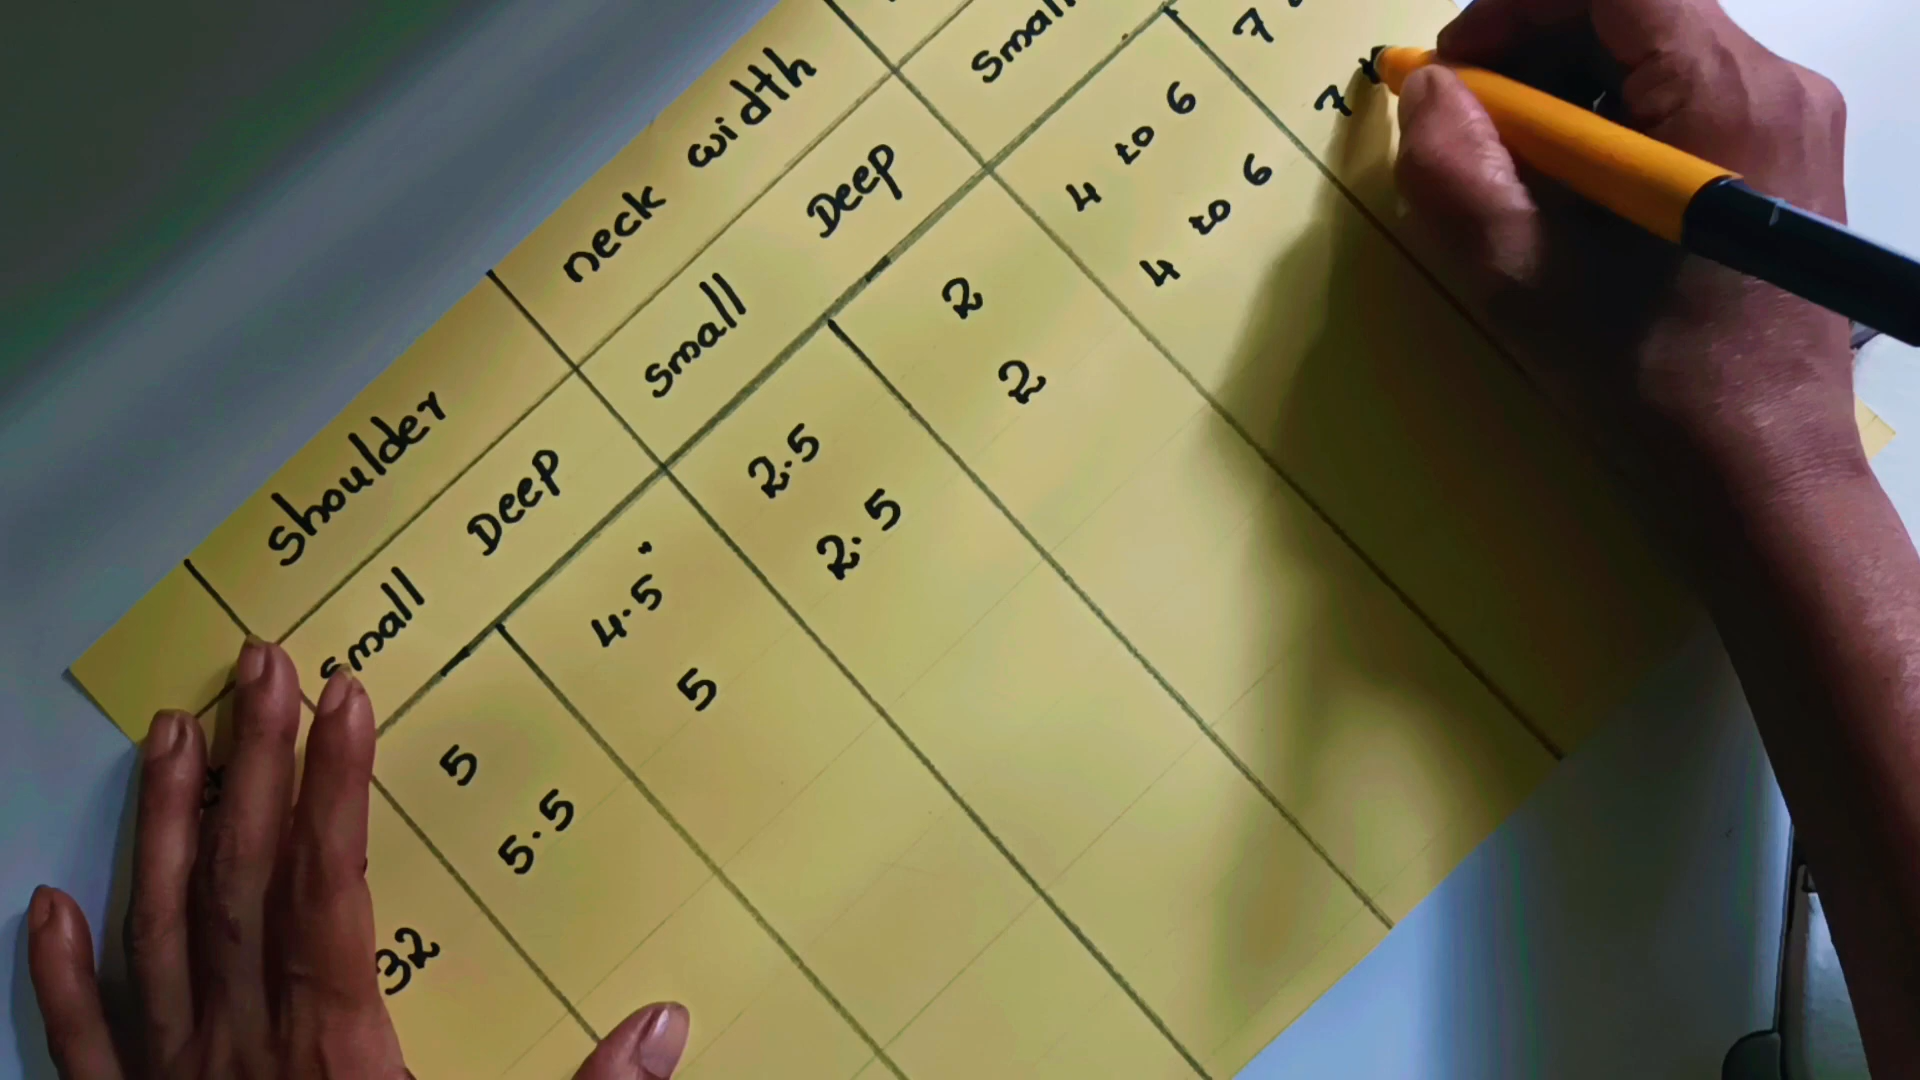 shoulder neck width
small Deep small Deep small
5 4.5" 2.5 2 4 to 6 7
32 5.5 5 2.5 2 4 to 6 7